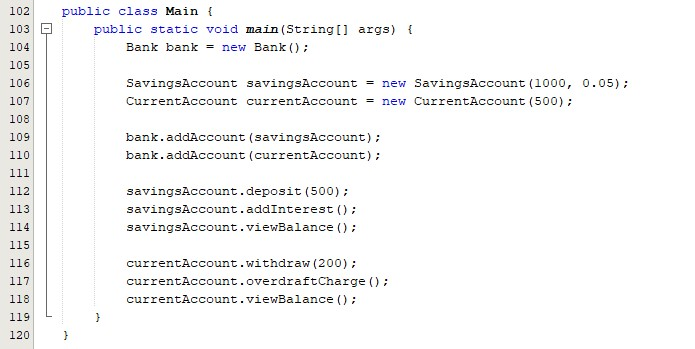 102 public class Main {
103 public static void main(String[] args) {
104 Bank bank = new Bank();
105
106 SavingsAccount savingsAccount = new SavingsAccount(1000, 0.05);
107 CurrentAccount currentAccount = new CurrentAccount(500);
108
109 bank.addAccount(savingsAccount);
110 bank.addAccount(currentAccount);
111
112 savingsAccount.deposit(500);
113 savingsAccount.addInterest();
114 savingsAccount.viewBalance();
115
116 currentAccount.withdraw(200);
117 currentAccount.overdraftCharge();
118 currentAccount.viewBalance();
119 }
120 }